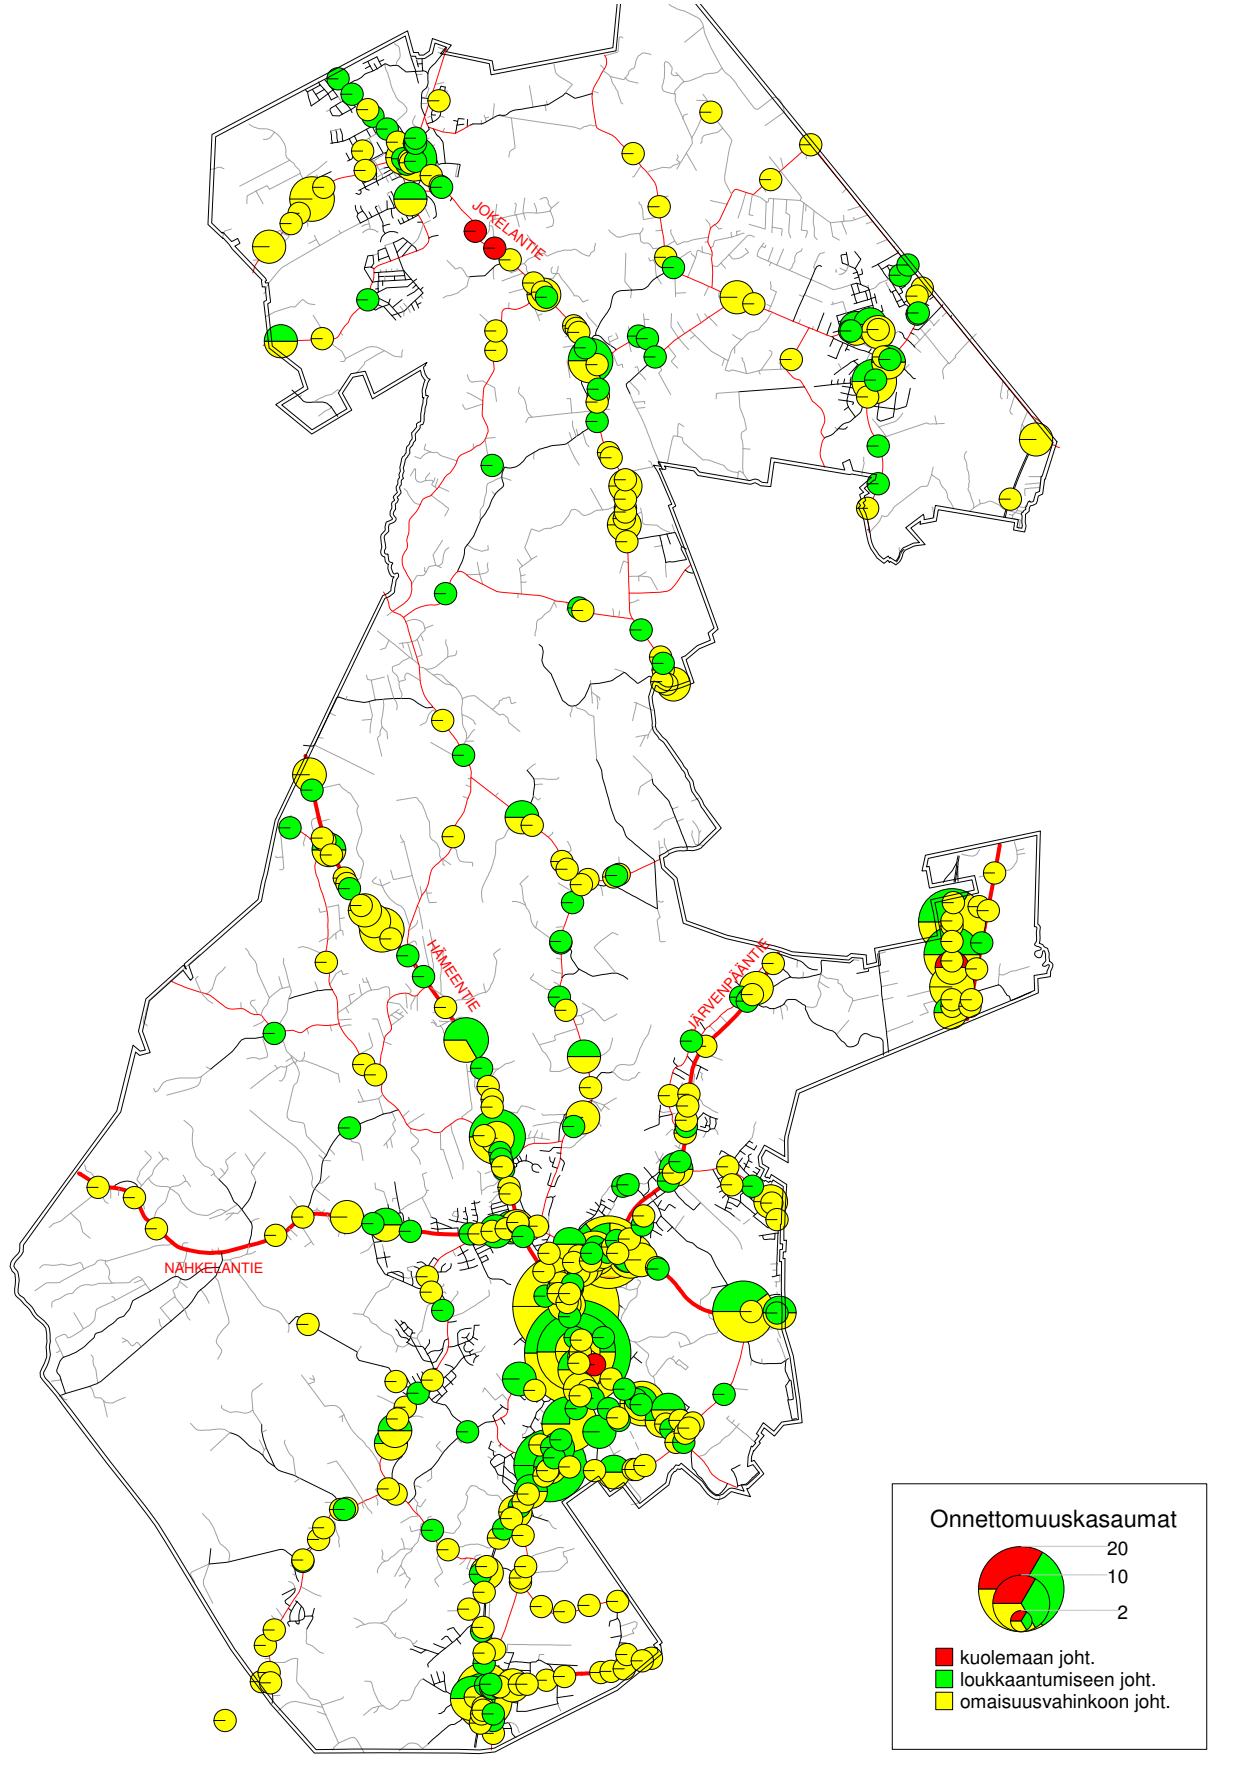 JOKELANTIE
HÄMEENTIE
JÄRVENPÄÄNTIE
NAHKELANTIE
Onnettomuuskasaumat
20
10
2
kuolemaan joht.
loukkaantumiseen joht.
omaisuusvahinkoon joht.